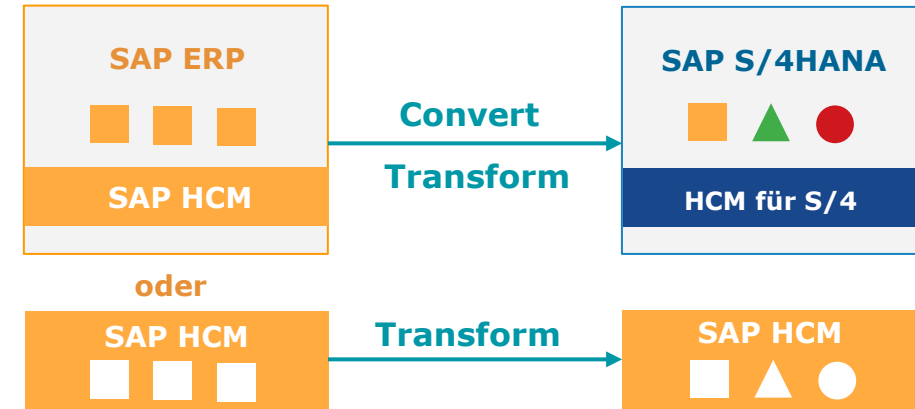 SAP ERP
SAP HCM
Convert
Transform
SAP S/4HANA
HCM für S/4
oder
SAP HCM
Transform
SAP HCM